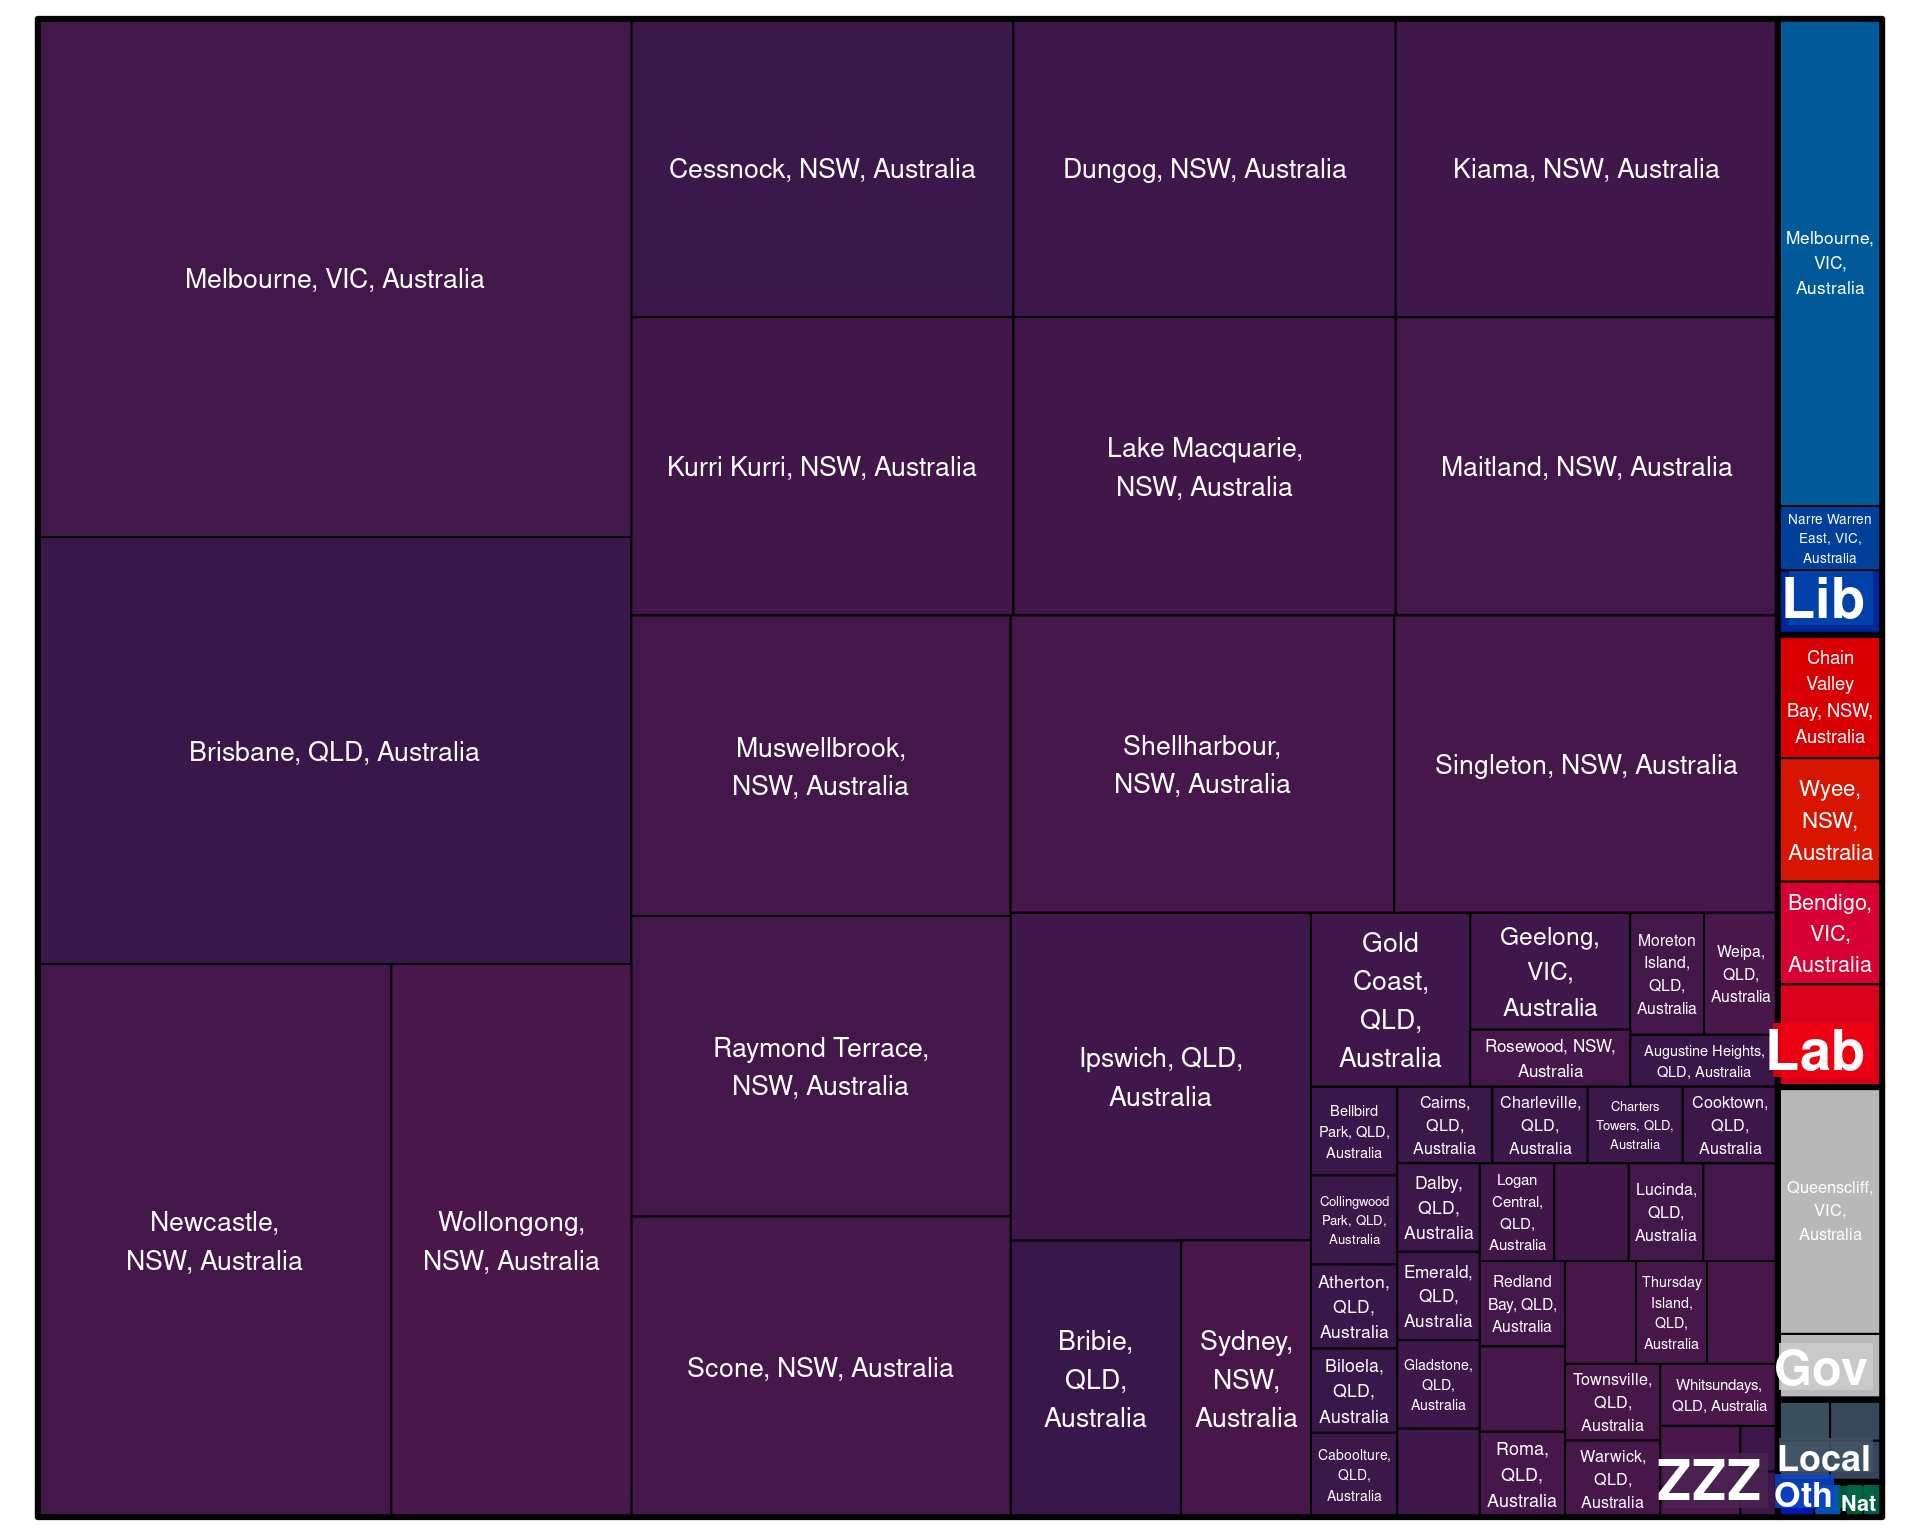 Melbourne, VIC, Australia
Brisbane, QLD, Australia
Newcastle,
NSW, Australia
Wollongong,
NSW, Australia
Cessnock, NSW, Australia
Dungog, NSW, Australia
Kiama, NSW, Australia
Kurri Kurri, NSW, Australia
Lake Macquarie,
NSW, Australia
Maitland, NSW, Australia
Muswellbrook,
NSW, Australia
Shellharbour,
NSW, Australia
Singleton, NSW, Australia
Raymond Terrace,
NSW, Australia
Scone, NSW, Australia
Ipswich, QLD,
Australia
Bribie,
QLD,
Australia
Sydney,
NSW,
Australia
Gold
Coast,
QLD,
Australia
Geelong,
VIC,
Australia
Rosewood, NSW,
Australia
Moreton
Island,
QLD,
Australia
Weipa,
QLD,
Australia
Augustine Heights,
QLD, Australia
Bellbird
Park, QLD,
Australia
Collingwood
Park, QLD,
Australia
Atherton,
QLD,
Australia
Biloela,
QLD,
Australia
Caboolture,
QLD,
Australia
Cairns,
QLD,
Australia
Charleville,
QLD,
Australia
Charters
Towers, QLD,
Australia
Cooktown,
QLD,
Australia
Dalby,
QLD,
Australia
Emerald,
QLD,
Australia
Gladstone,
QLD,
Australia
Logan
Central,
QLD,
Australia
Lucinda,
QLD,
Australia
Redland
Bay, QLD,
Australia
Roma,
QLD,
Australia
Thursday
Island,
QLD,
Australia
Townsville,
QLD,
Australia
Whitsundays,
QLD, Australia
Warwick,
QLD,
Australia
ZZZ
Melbourne,
VIC,
Australia
Narre Warren
East, VIC,
Australia
Lib
Chain
Valley
Bay, NSW,
Australia
Wyee,
NSW,
Australia
Bendigo,
VIC,
Australia
Lab
Queenscliff,
VIC,
Australia
Gov
Local
Oth
Nat